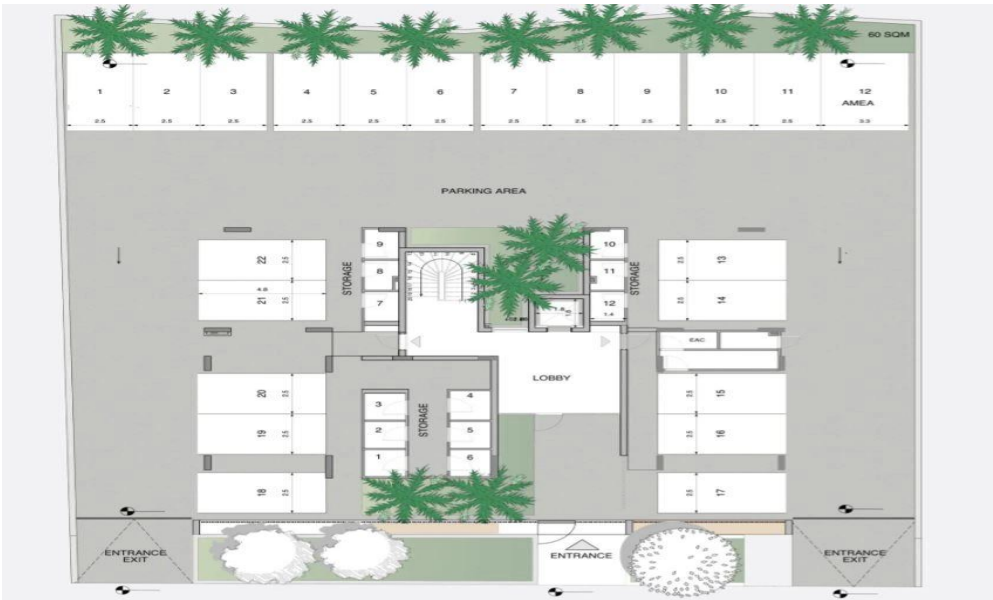 60 SQM
1 2 3 4 5 6 7 8 9 10 11 12
AMEA
2.5 2.5 2.5 2.5 2.5 2.5 2.5 2.5 2.5 2.5 2.5 3.3
PARKING AREA
9 10
22 2.5 STORAGE 8 11 STORAGE 2.5 13
4.8
21 2.5 7 12 2.5 14
1.4
EAC
LOBBY
20 2.5 3 4 2.5 15
STORAGE
19 2.5 2 5 2.5 16
1 6
18 2.5 2.5 17
ENTRANCE
EXIT
ENTRANCE
ENTRANCE
EXIT